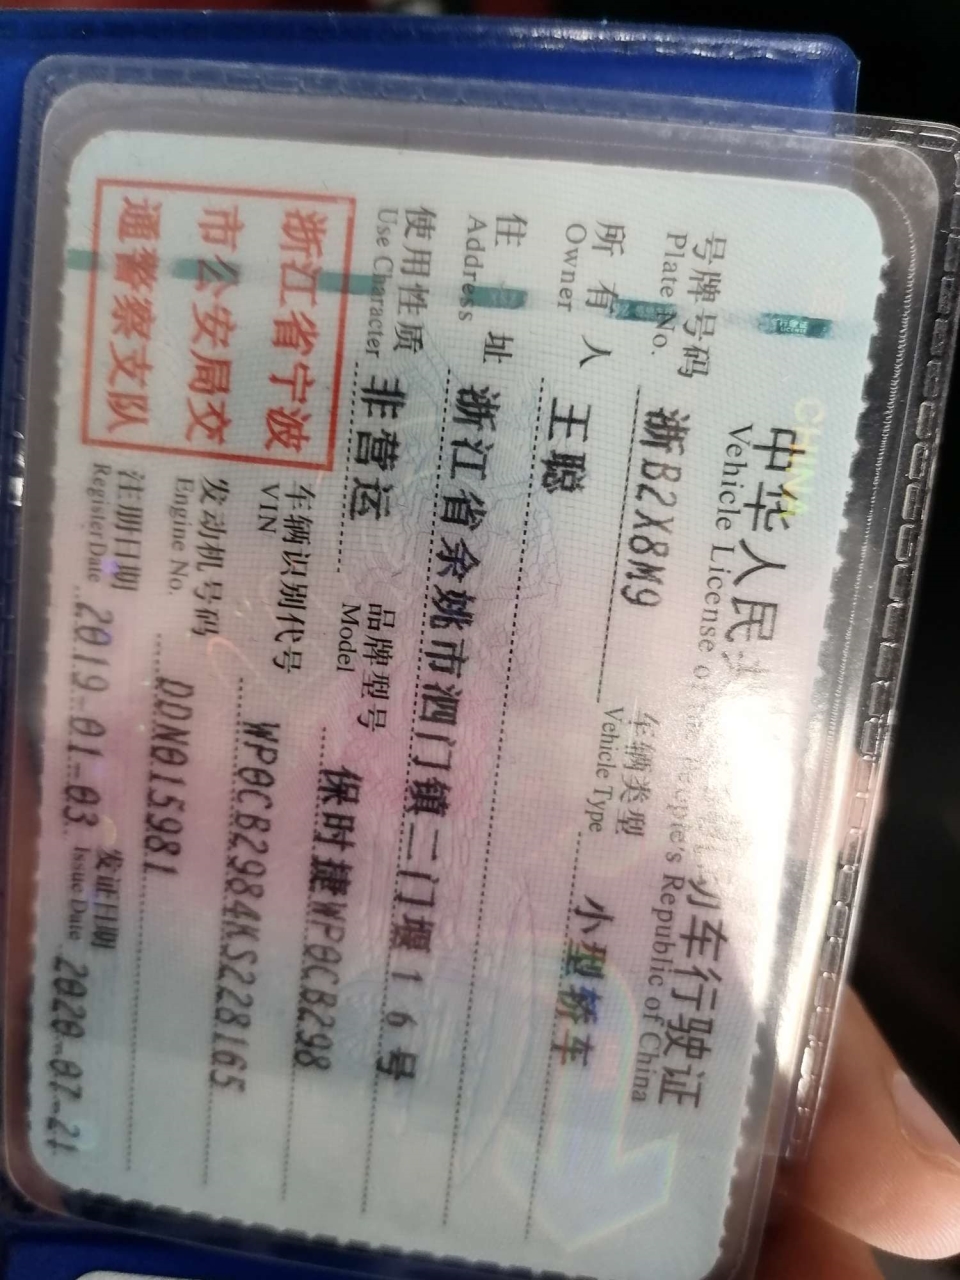 中华人民 动车行驶证
Vehicle License of the People's Republic of China
号牌号码 浙B2X8M9 车辆类型 小型轿车
Plate No. Vehicle Type
所有人 王聪
Owner
住址 浙江省余姚市泗门镇二门堰16号
Address
使用性质 非营运 品牌型号 保时捷WP0CB298
Use Character Model
浙江省宁波
市公安局交
通警察支队
车辆识别代号 WP0CB2984KS228165
VIN
发动机号码 DDN015981
Engine No.
注册日期 2019-01-03 发证日期 2020-07-21
Register Date Issue Date
CHINA